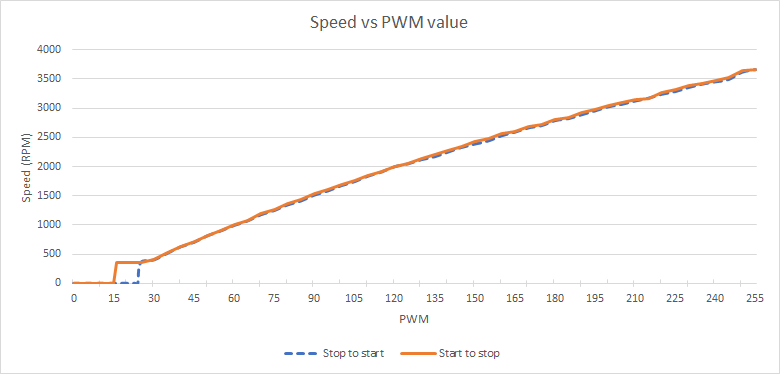 Speed vs PWM value
4000
3500
3000
2500
2000
1500
1000
500
0
Speed (RPM)
0 15 30 45 60 75 90 105 120 135 150 165 180 195 210 225 240 255
PWM
Stop to start Start to stop